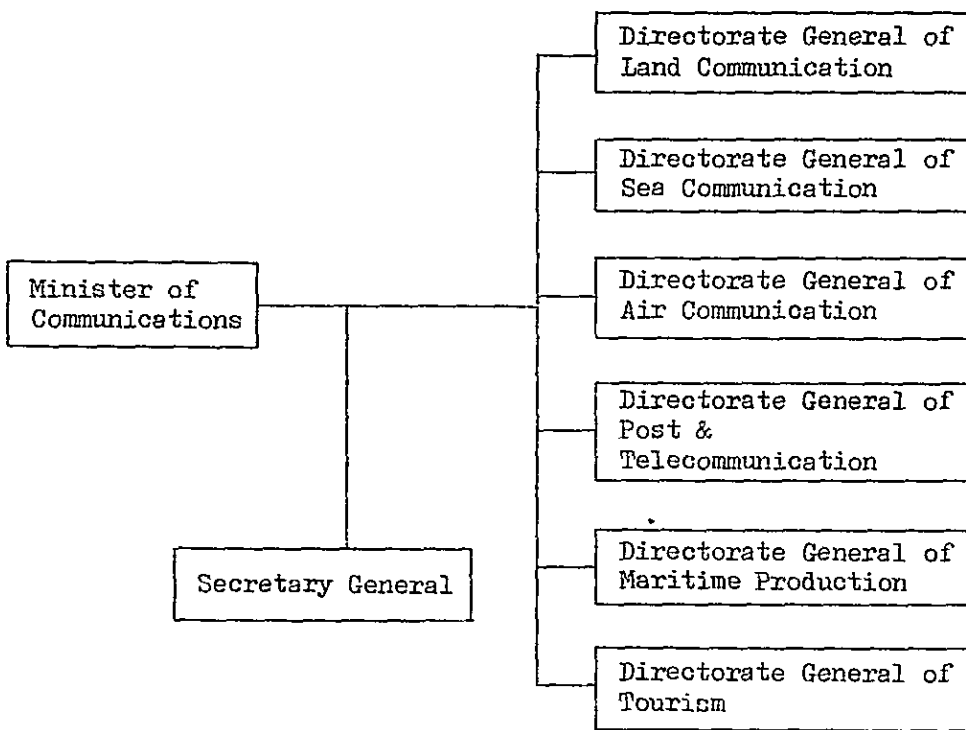 Directorate General of
Land Communication
Directorate General of
Sea Communication
Minister of
Communications
Directorate General of
Air Communication
Directorate General of
Post &
Telecommunication
Secretary General
Directorate General of
Maritime Production
Directorate General of
Tourism